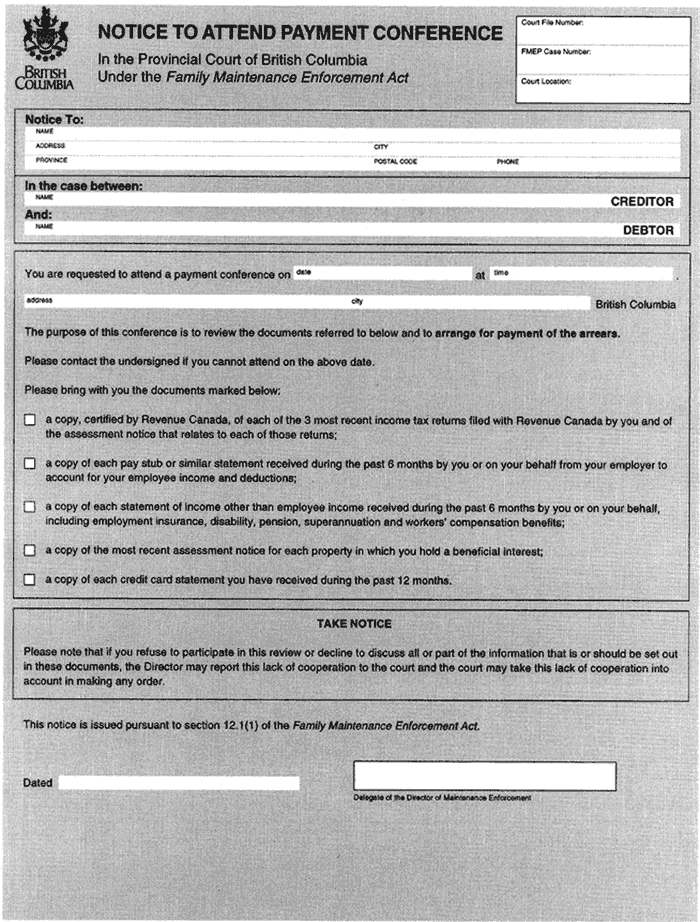 BRITISH
COLUMBIA
NOTICE TO ATTEND PAYMENT CONFERENCE
In the Provincial Court of British Columbia
Under the Family Maintenance Enforcement Act
Court File Number:
FMEP Case Number:
Court Location:
Notice To:
NAME
ADDRESS CITY
PROVINCE POSTAL CODE PHONE
In the case between:
NAME CREDITOR
And:
NAME DEBTOR
You are requested to attend a payment conference on date at time .
address city British Columbia
The purpose of this conference is to review the documents referred to below and to arrange for payment of the arrears.
Please contact the undersigned if you cannot attend on the above date.
Please bring with you the documents marked below:
a copy, certified by Revenue Canada, of each of the 3 most recent income tax returns filed with Revenue Canada by you and of
the assessment notice that relates to each of those returns;
a copy of each pay stub or similar statement received during the past 6 months by you or on your behalf from your employer to
account for your employee income and deductions;
a copy of each statement of income other than employee income received during the past 6 months by you or on your behalf,
including employment insurance, disability, pension, superannuation and workers' compensation benefits;
a copy of the most recent assessment notice for each property in which you hold a beneficial interest;
a copy of each credit card statement you have received during the past 12 months.
TAKE NOTICE
Please note that if you refuse to participate in this review or decline to discuss all or part of the information that is or should be set out
in these documents, the Director may report this lack of cooperation to the court and the court may take this lack of cooperation into
account in making any order.
This notice is issued pursuant to section 12.1(1) of the Family Maintenance Enforcement Act.
Dated
Delegate of the Director of Maintenance Enforcement